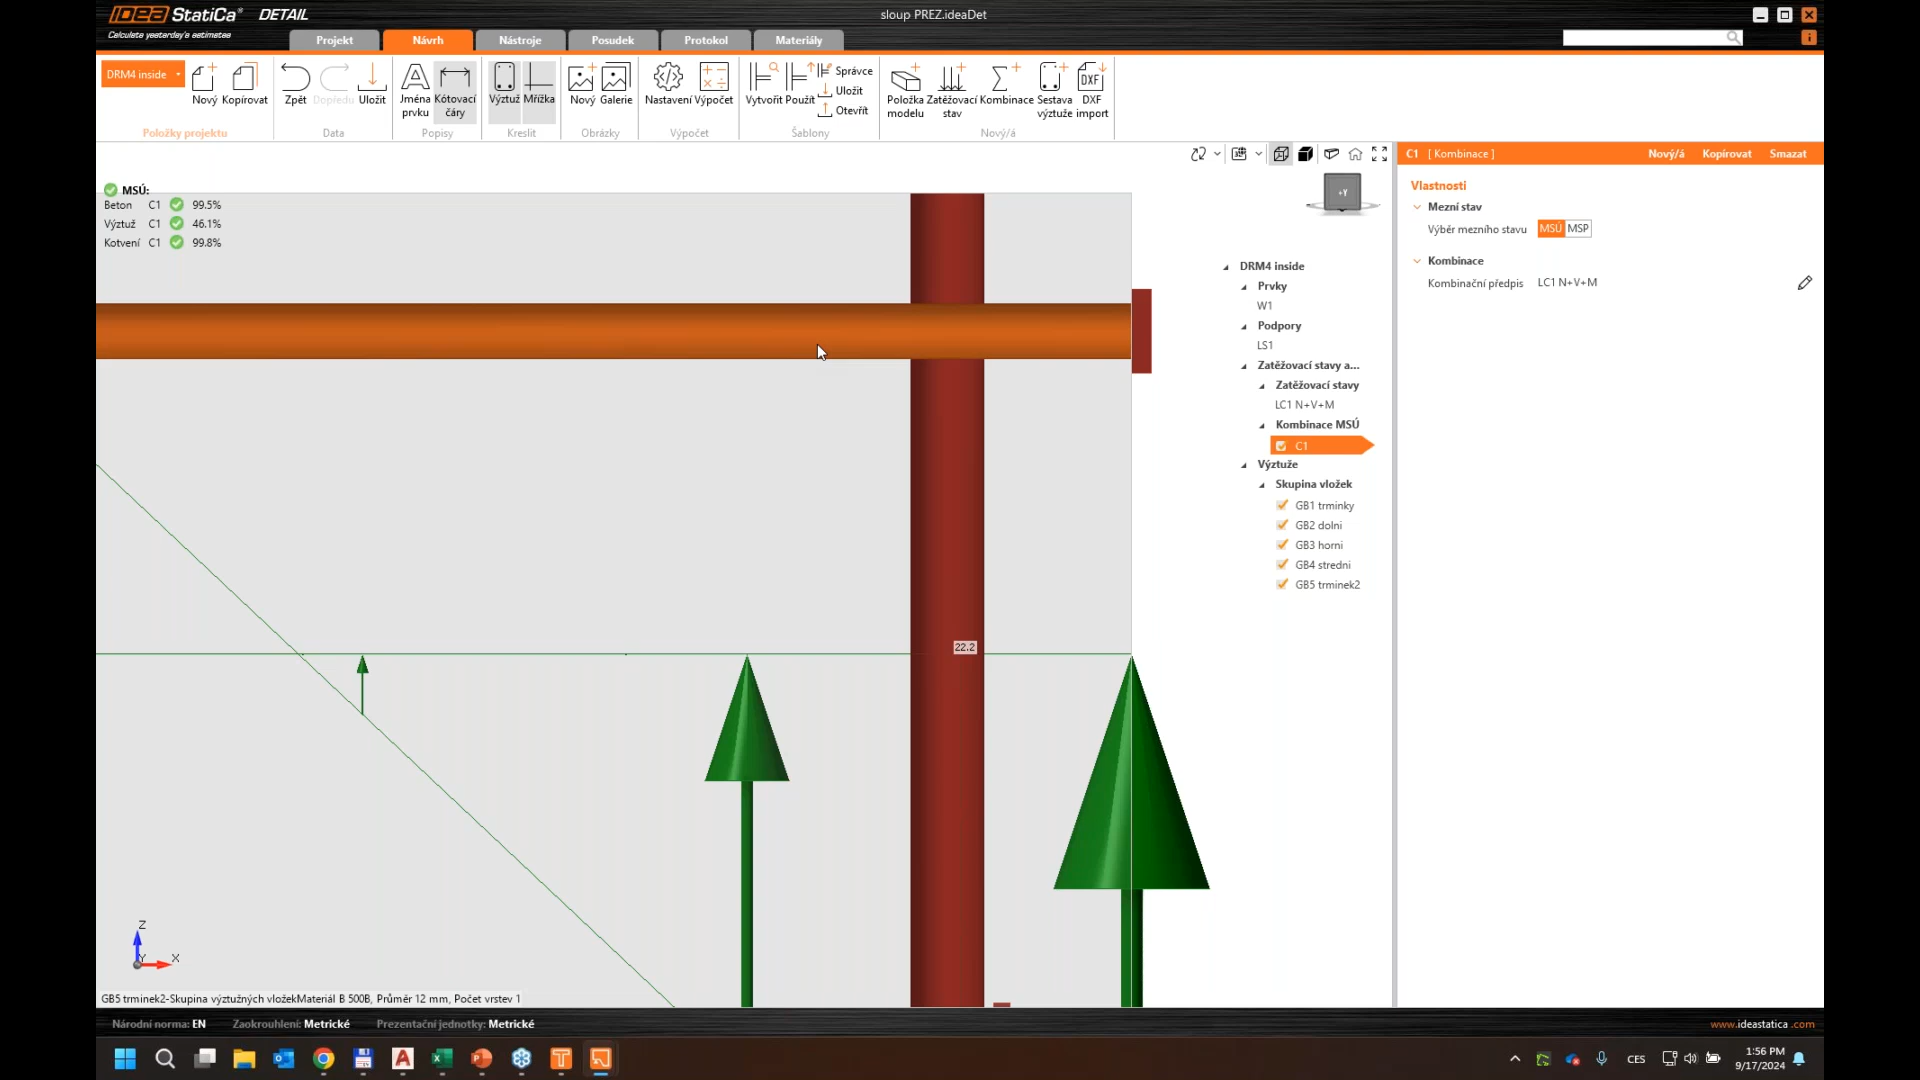 IDEA StatiCa® DETAIL
Calculate yesterday's estimates
sloup PREZ.ideaDet
Projekt Návrh Nástroje Posudek Protokol Materiály
DRM4 inside
Nový Kopírovat
Položky projektu
Zpět Dopředu Uložit
Data
Jména prvku Kótovací čáry
Popisy
Výztuž Mřížka
Kreslit
Nový Galerie
Obrázky
Nastavení Výpočet
Výpočet
Vytvořit Použít
Správce
Uložit
Otevřít
Šablony
Položka modelu Zatěžovací stav Kombinace Sestava výztuže DXF import
DXF
Nový/á
MSÚ:
Beton C1 99.5%
Výztuž C1 46.1%
Kotvení C1 99.8%
+Y
DRM4 inside
Prvky
W1
Podpory
LS1
Zatěžovací stavy a...
Zatěžovací stavy
LC1 N+V+M
Kombinace MSÚ
C1
Výztuže
Skupina vložek
GB1 trminky
GB2 dolni
GB3 horni
GB4 stredni
GB5 trminek2
C1 [ Kombinace ] Nový/á Kopírovat Smazat
Vlastnosti
Mezní stav
Výběr mezního stavu MSÚ MSP
Kombinace
Kombinační předpis LC1 N+V+M
22.2
Z
Y
X
GB5 trminek2-Skupina výztužných vložekMateriál B 500B, Průměr 12 mm, Počet vrstev 1
Národní norma: EN Zaokrouhlení: Metrické Prezentační jednotky: Metrické
www.ideastatica.com
CES
1:56 PM
9/17/2024